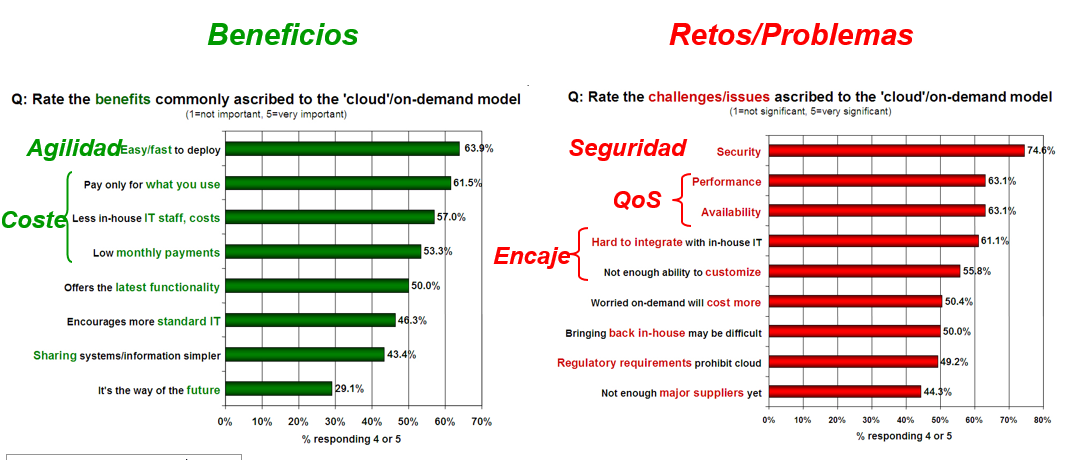 Beneficios
Q: Rate the benefits commonly ascribed to the 'cloud'/on-demand model
(1=not important, 5=very important)
Agilidad
Easy/fast to deploy
63.9%
Coste
Pay only for what you use
61.5%
Less in-house IT staff, costs
57.0%
Low monthly payments
53.3%
Offers the latest functionality
50.0%
Encourages more standard IT
46.3%
Sharing systems/information simpler
43.4%
It's the way of the future
29.1%
0% 10% 20% 30% 40% 50% 60% 70%
% responding 4 or 5
Retos/Problemas
Q: Rate the challenges/issues ascribed to the 'cloud'/on-demand model
(1=not significant, 5=very significant)
Seguridad
Security
74.6%
QoS
Performance
63.1%
Availability
63.1%
Encaje
Hard to integrate with in-house IT
61.1%
Not enough ability to customize
55.8%
Worried on-demand will cost more
50.4%
Bringing back in-house may be difficult
50.0%
Regulatory requirements prohibit cloud
49.2%
Not enough major suppliers yet
44.3%
0% 10% 20% 30% 40% 50% 60% 70% 80%
% responding 4 or 5